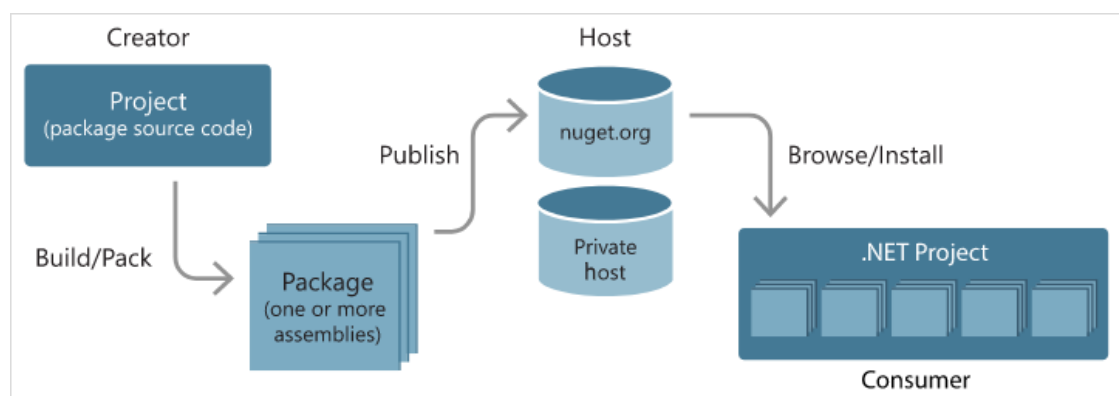 Creator
Project
(package source code)
Build/Pack
Package
(one or more
assemblies)
Publish
Host
nuget.org
Private
host
Browse/Install
.NET Project
Consumer